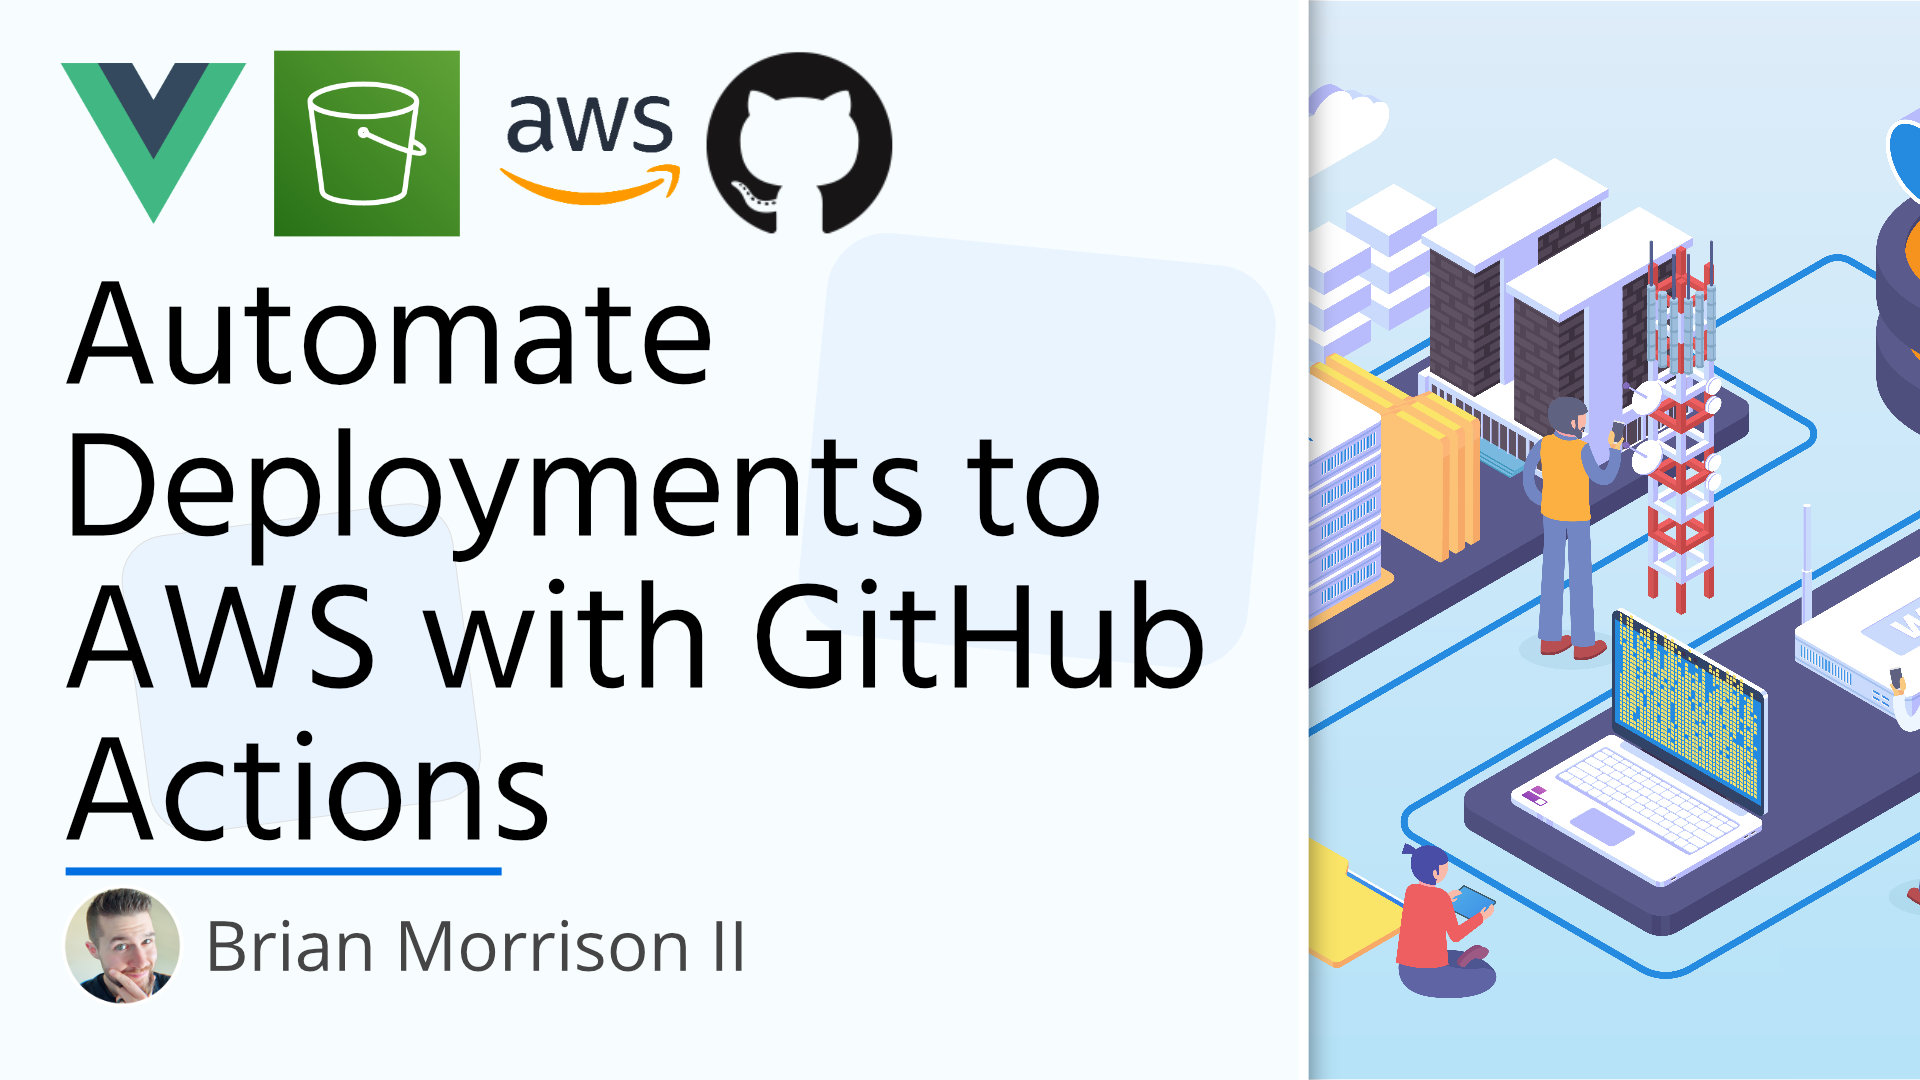 aws
Automate
Deployments to
AWS with GitHub
Actions
Brian Morrison II